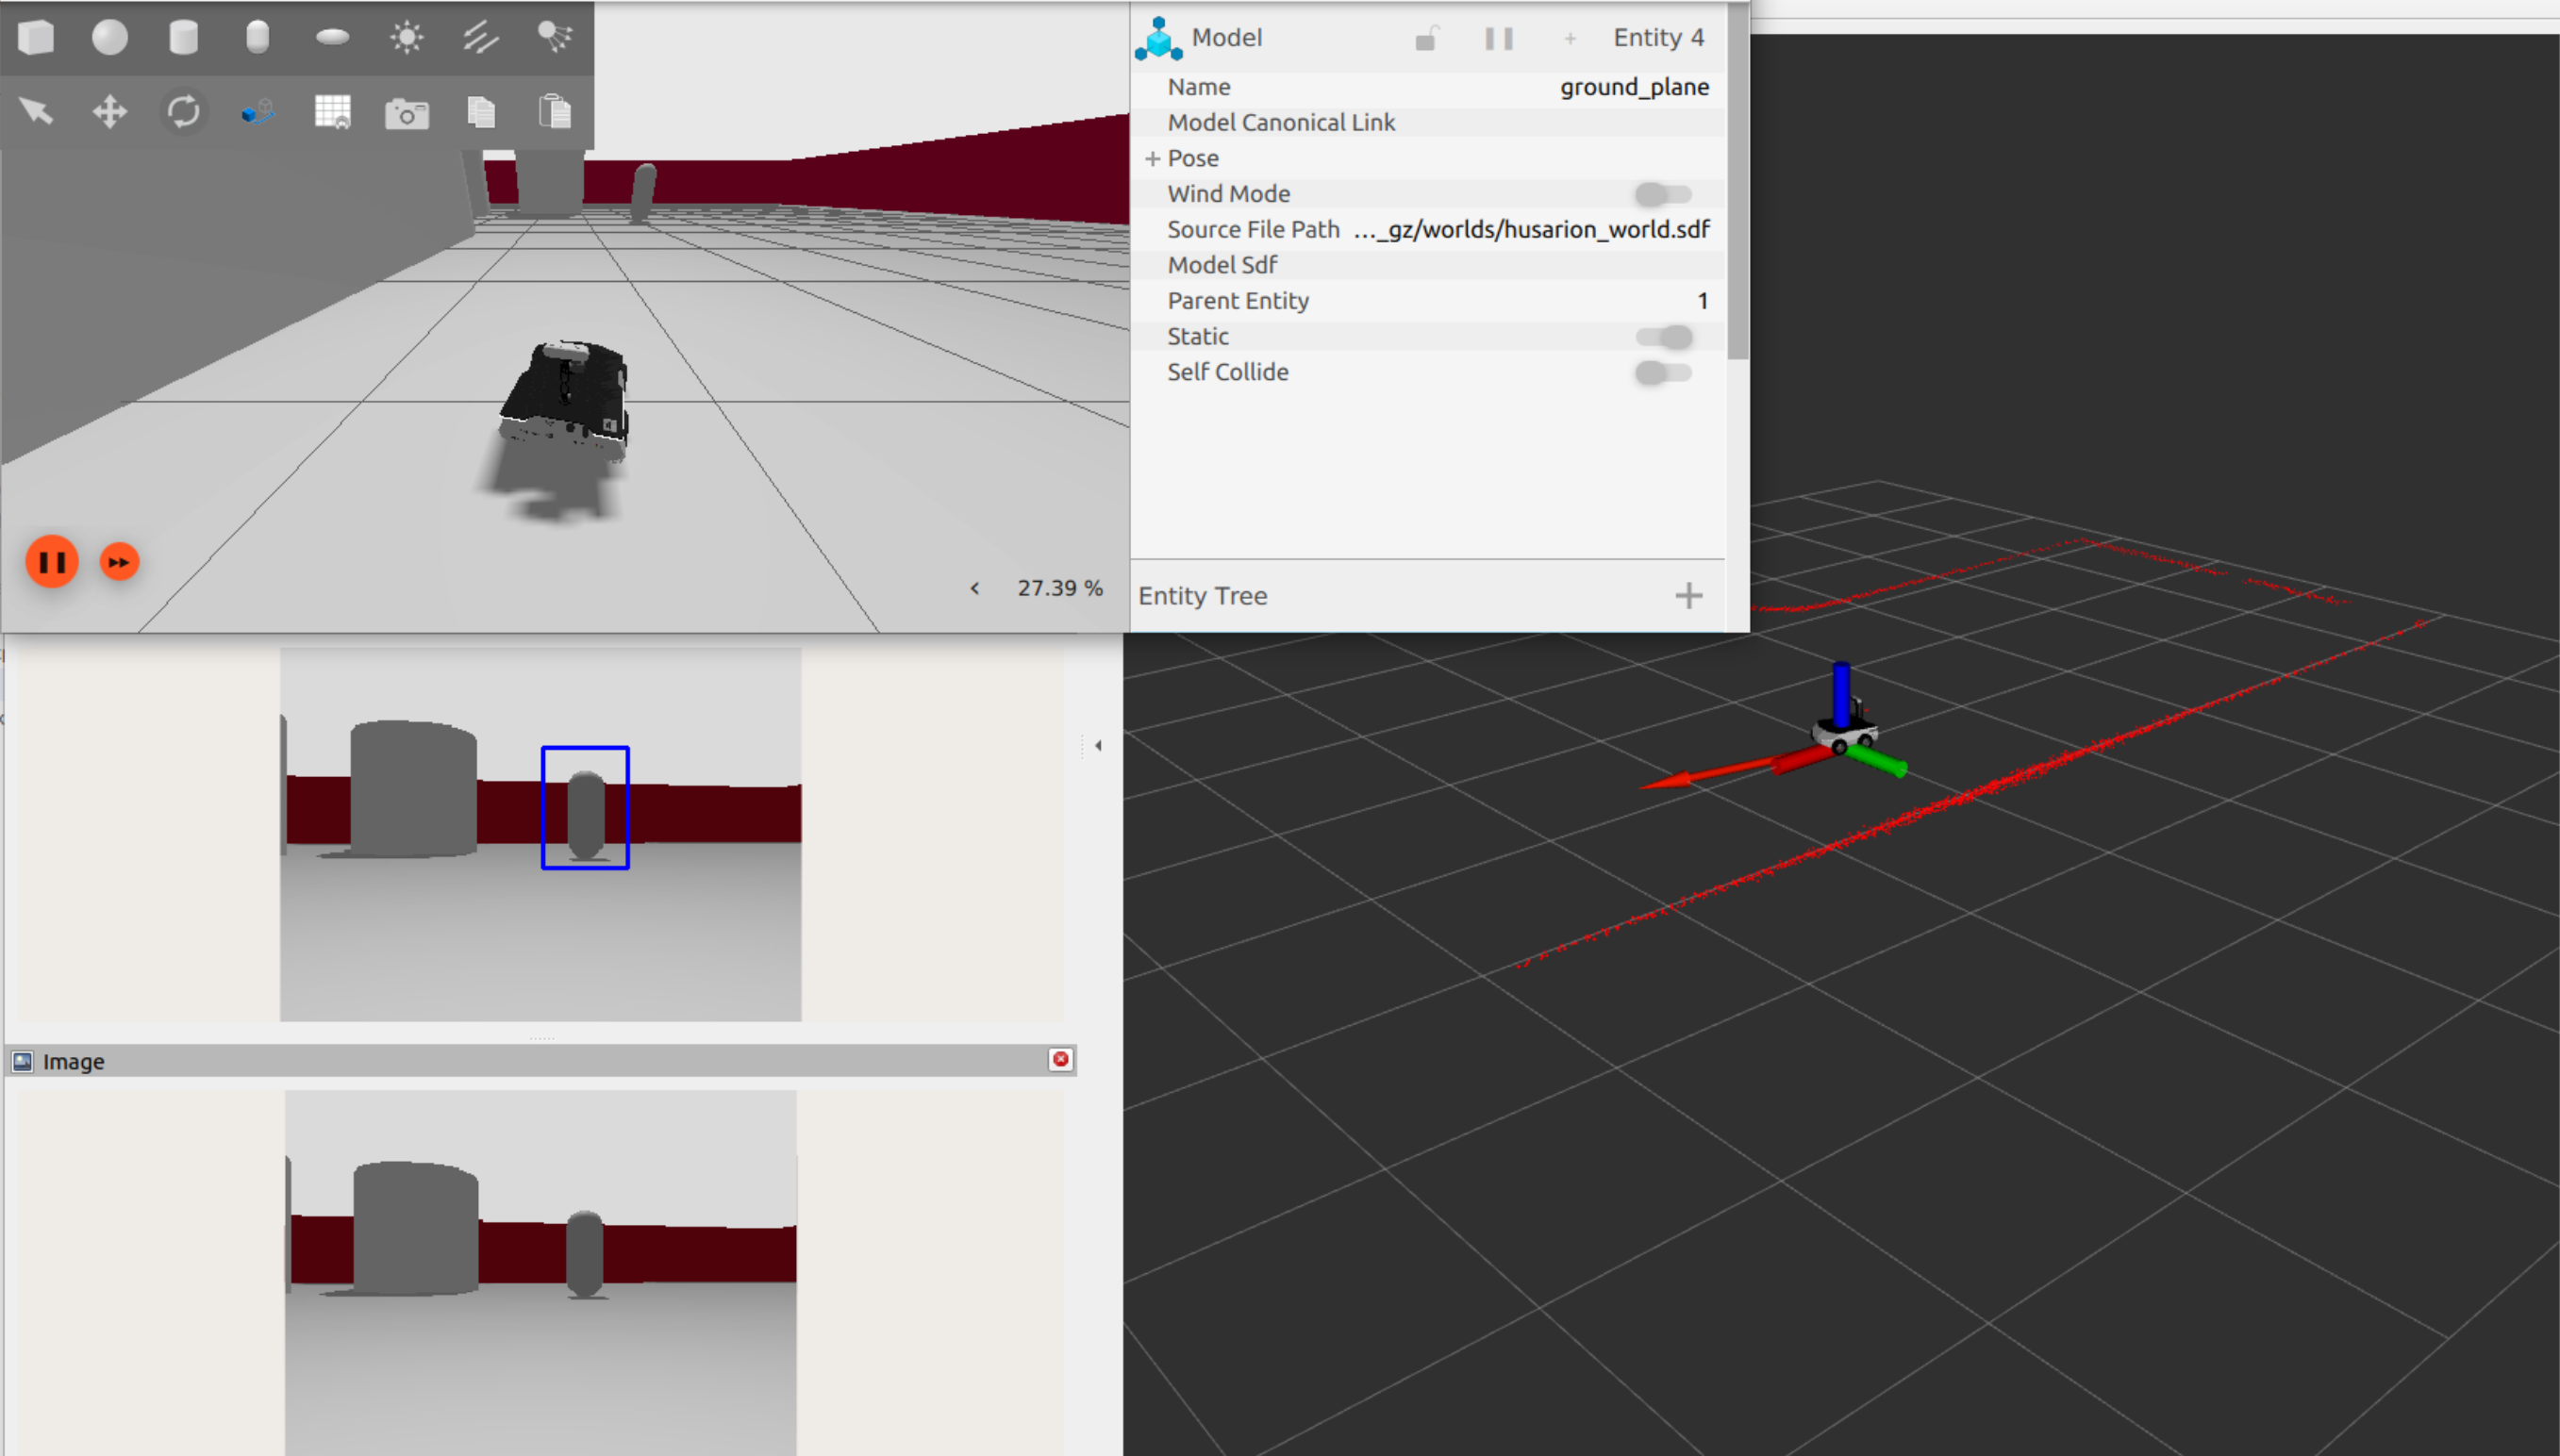 Model Entity 4
Name ground_plane
Model Canonical Link
Pose
Wind Mode
Source File Path ..._gz/worlds/husarion_world.sdf
Model Sdf
Parent Entity 1
Static
Self Collide
27.39 %
Entity Tree
Image